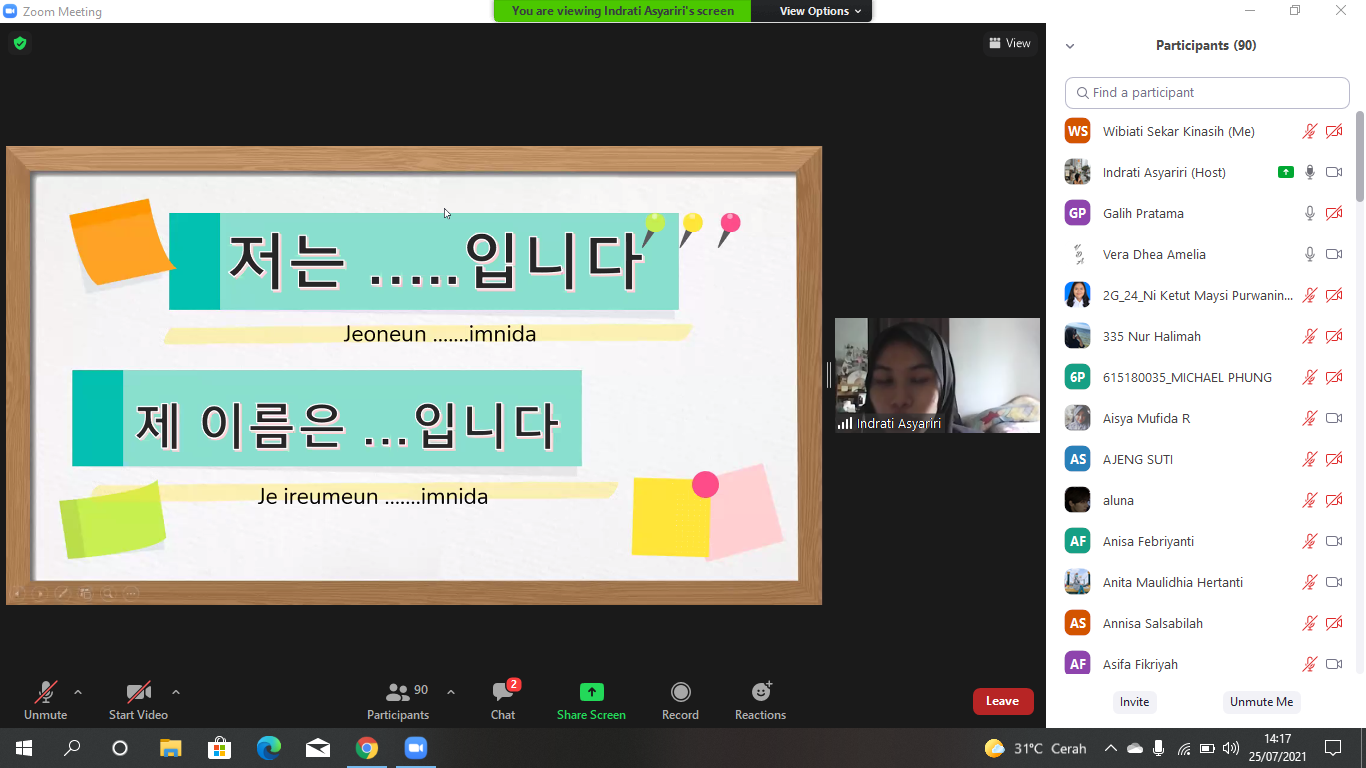 Zoom Meeting
You are viewing Indrati Asyariri's screen
View Options
View
저는 .....입니다
Jeoneun .......imnida
제 이름은 ...입니다
Je ireumeun .......imnida
Indrati Asyariri
Participants (90)
Find a participant
WS Wibiati Sekar Kinasih (Me)
Indrati Asyariri (Host)
GP Galih Pratama
Vera Dhea Amelia
2G_24_Ni Ketut Maysi Purwanin...
335 Nur Halimah
6P 615180035_MICHAEL PHUNG
Aisya Mufida R
AS AJENG SUTI
aluna
AF Anisa Febriyanti
Anita Maulidhia Hertanti
AS Annisa Salsabilah
AF Asifa Fikriyah
Invite
Unmute Me
Unmute
Start Video
90
Participants
2
Chat
Share Screen
Record
Reactions
Leave
31°C Cerah
14:17
25/07/2021